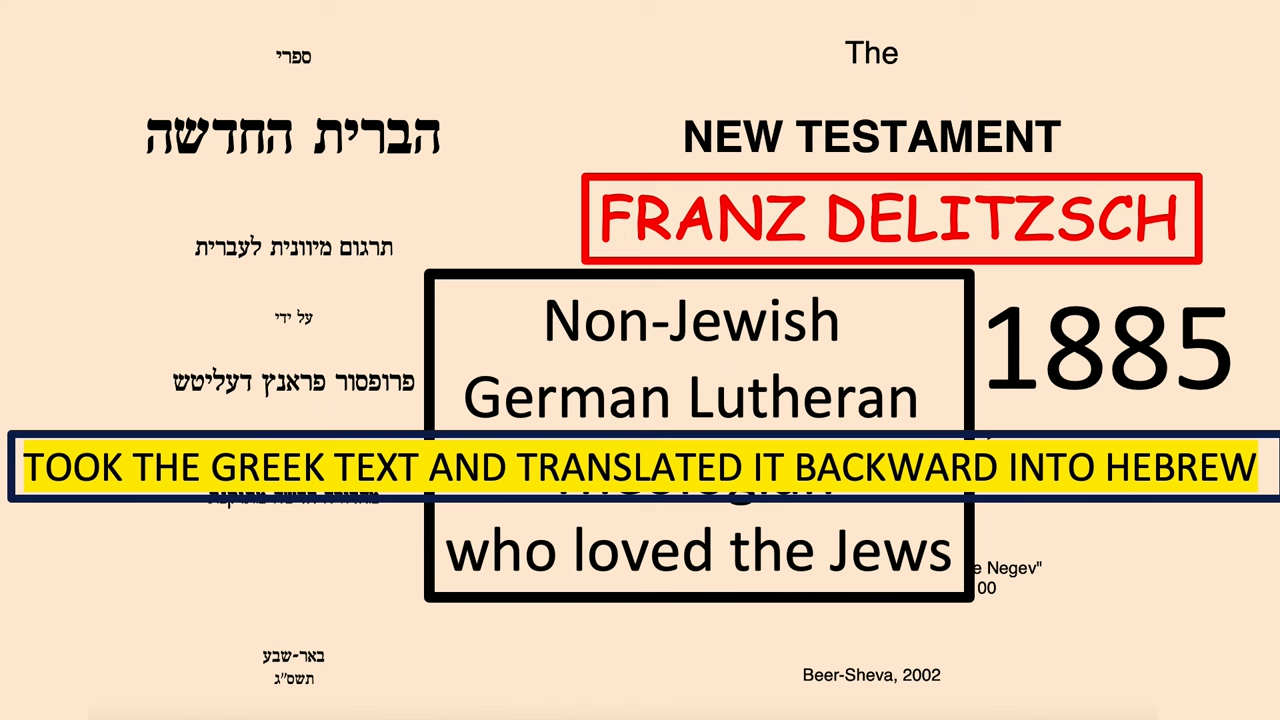 ספרי
הברית החדשה
תרגום מיוונית לעברית
על ידי
פרופסור פראנץ דעליטש
באר-שבע
תשס"ג
The
NEW TESTAMENT
FRANZ DELITZSCH
Non-Jewish
German Lutheran
1885
TOOK THE GREEK TEXT AND TRANSLATED IT BACKWARD INTO HEBREW
who loved the Jews
Negev"
00
Beer-Sheva, 2002